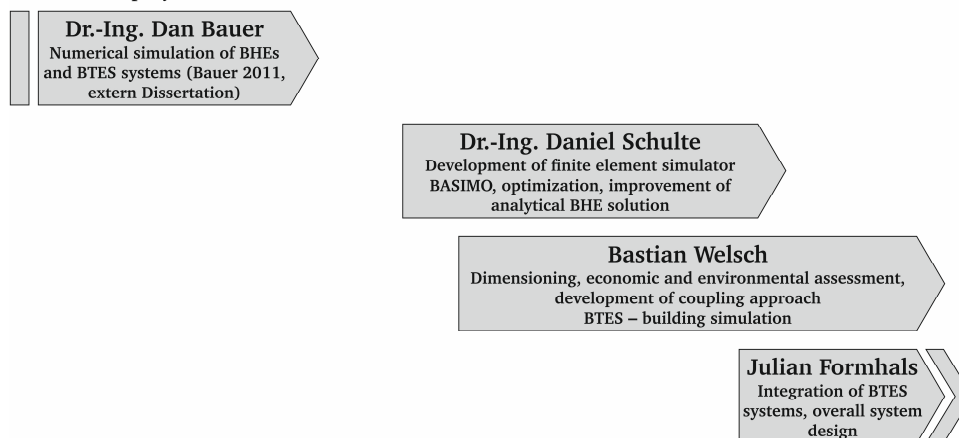 Dr.-Ing. Dan Bauer
Numerical simulation of BHEs
and BTES systems (Bauer 2011,
extern Dissertation)
Dr.-Ing. Daniel Schulte
Development of finite element simulator
BASIMO, optimization, improvement of
analytical BHE solution
Bastian Welsch
Dimensioning, economic and environmental assessment,
development of coupling approach
BTES – building simulation
Julian Formhals
Integration of BTES
systems, overall system
design